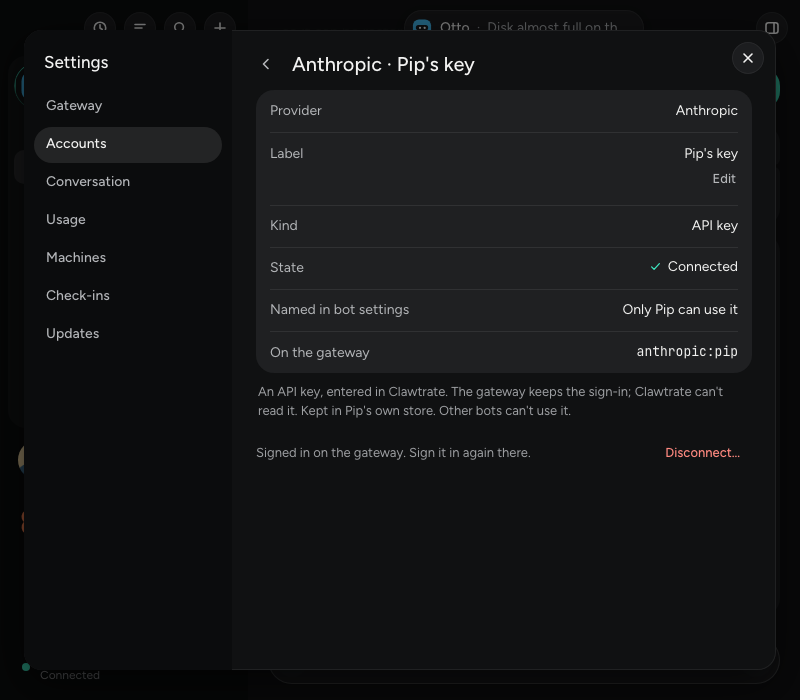 Otto · Disk almost full on th
Settings
Gateway
Accounts
Conversation
Usage
Machines
Check-ins
Updates
Connected
Anthropic · Pip's key
Provider Anthropic
Label Pip's key
Edit
Kind API key
State Connected
Named in bot settings Only Pip can use it
On the gateway anthropic:pip
An API key, entered in Clawtrate. The gateway keeps the sign-in; Clawtrate can't
read it. Kept in Pip's own store. Other bots can't use it.
Signed in on the gateway. Sign it in again there. Disconnect…